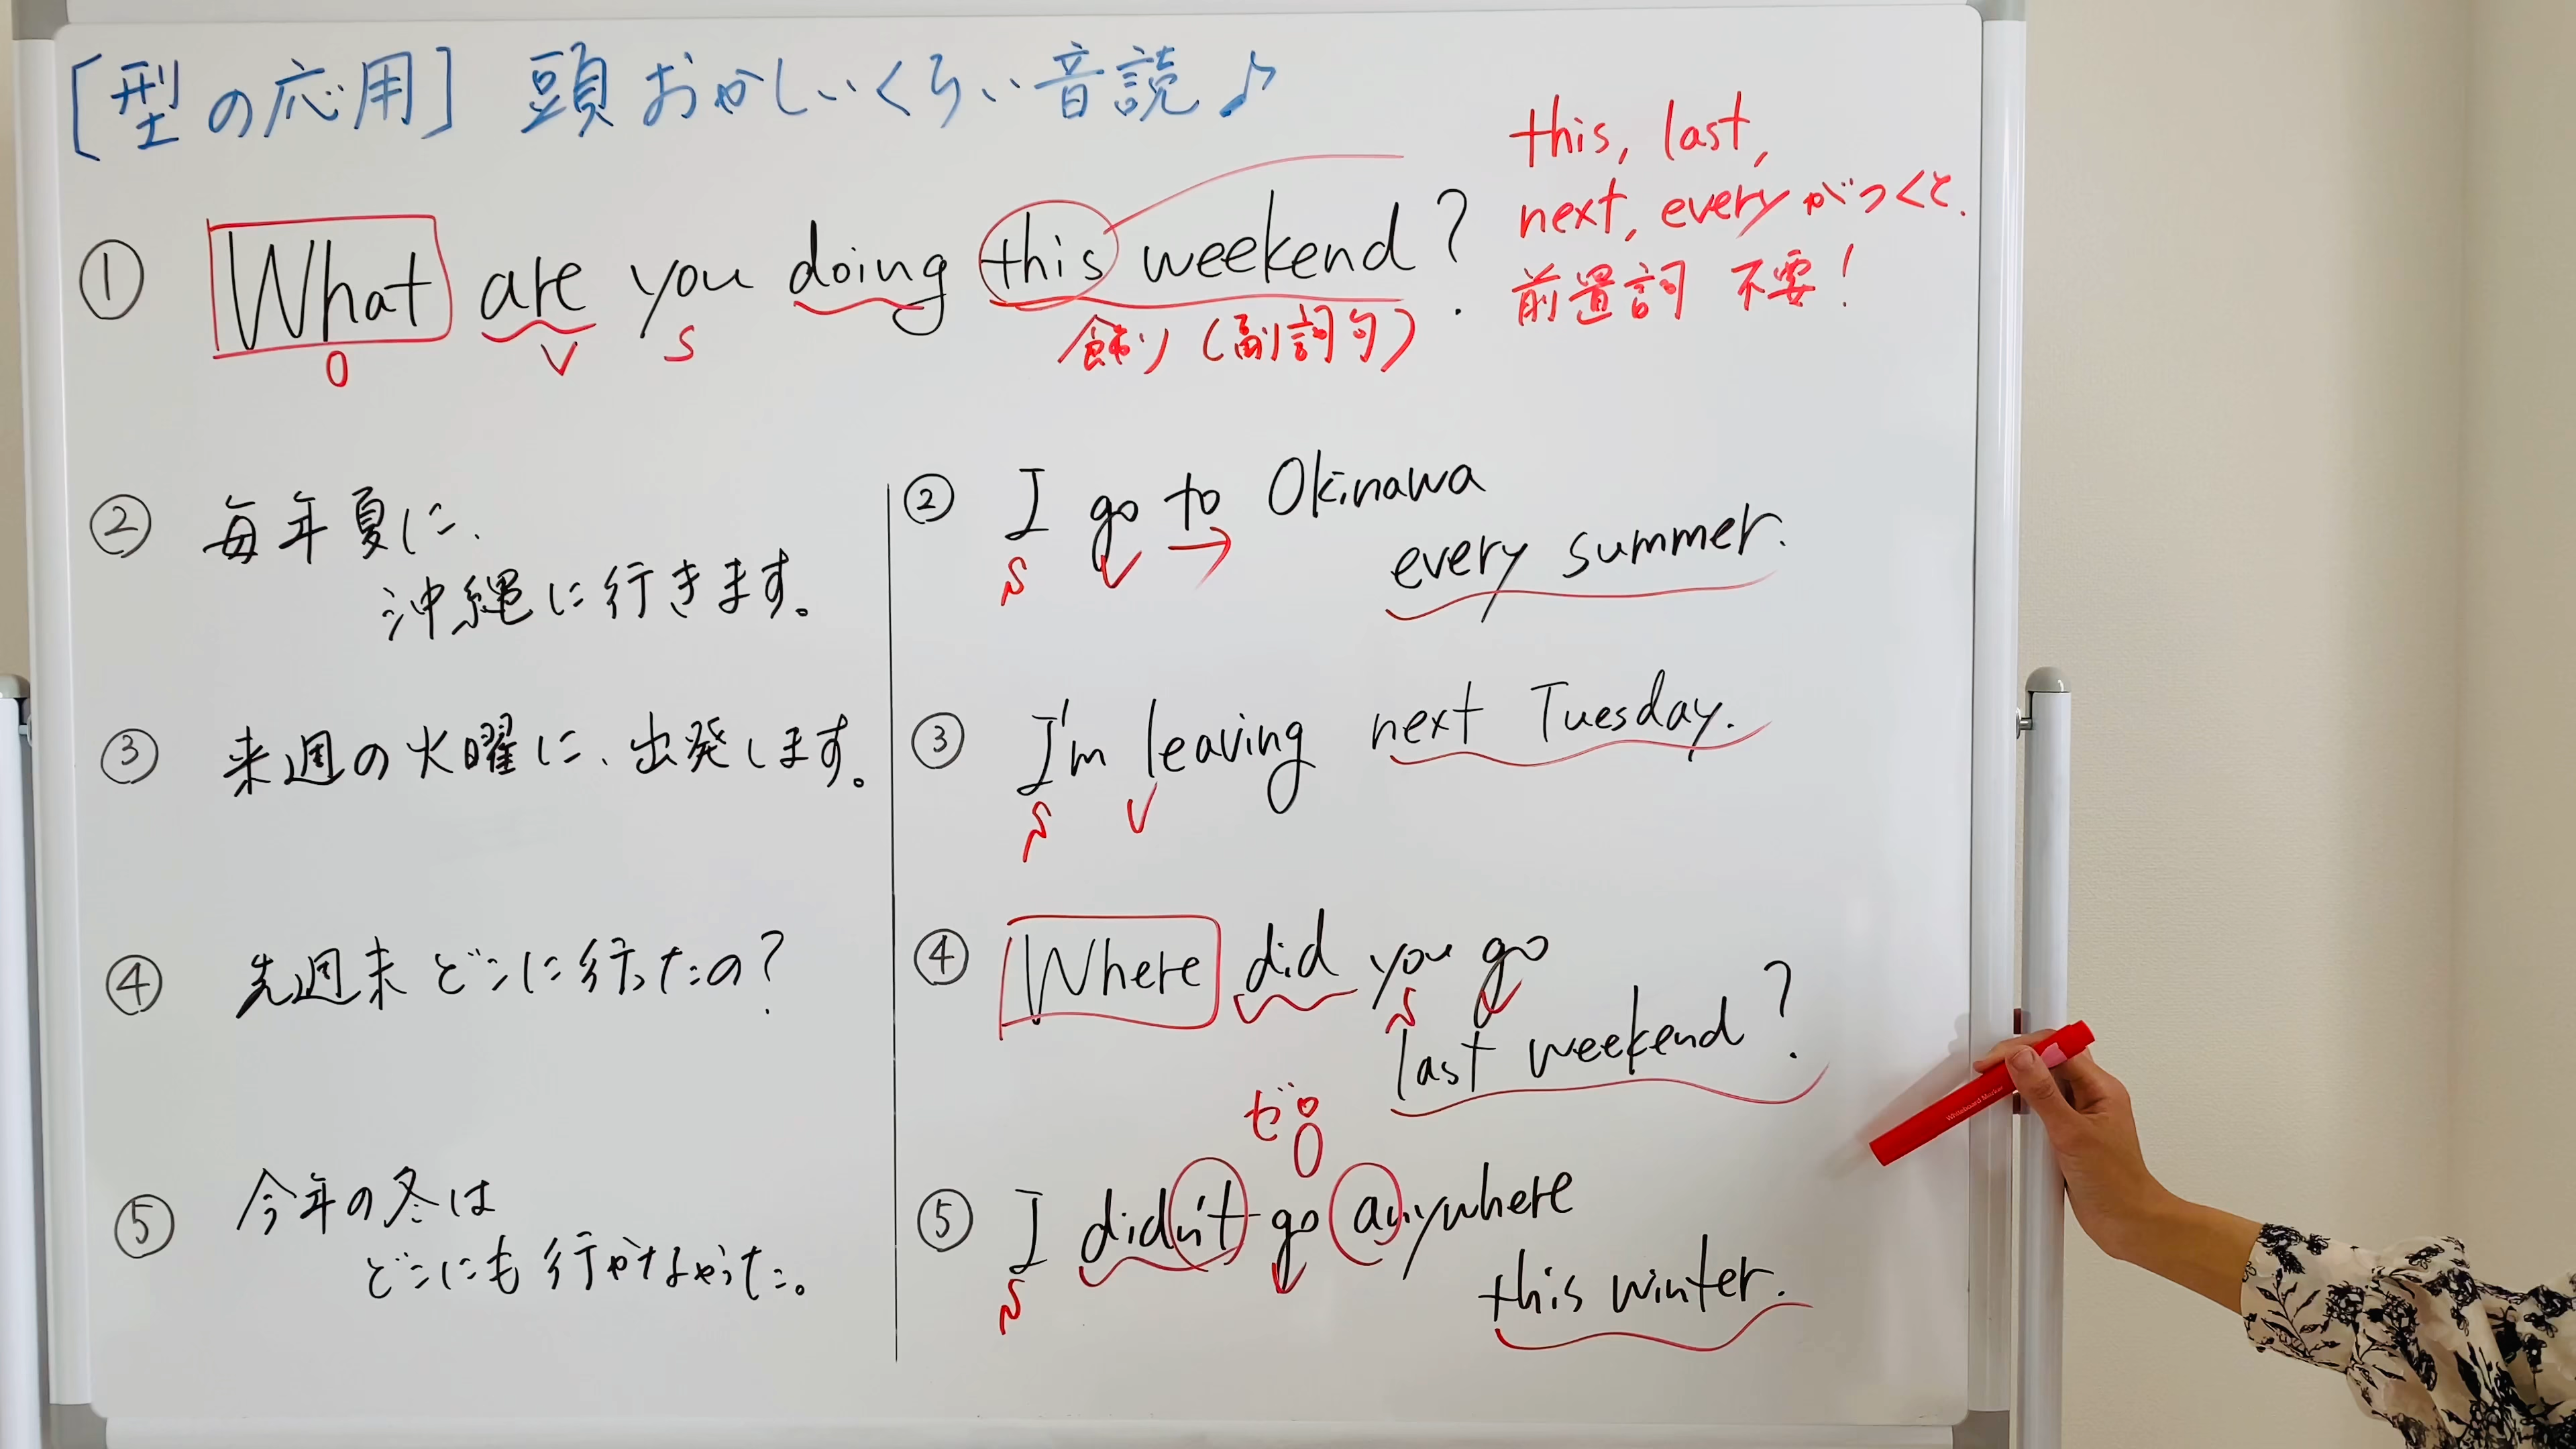 ［型の応用］ 頭おかしいくらい音読♪
this, last,
next, every がつくと、
前置詞 不要！
① What are you doing this weekend?
O V S 飾り（副詞句）
② 毎年夏に、
沖縄に行きます。
② I go to Okinawa
S V
every summer.
③ 来週の火曜に、出発します。
③ I'm leaving next Tuesday.
S V
④ 先週末どこに行ったの？
④ Where did you go
S V
last weekend?
⑤ 今年の冬は
どこにも行かなかった。
ゼロ
0
⑤ I didn't go anywhere
S V
this winter.
Whiteboard Marker